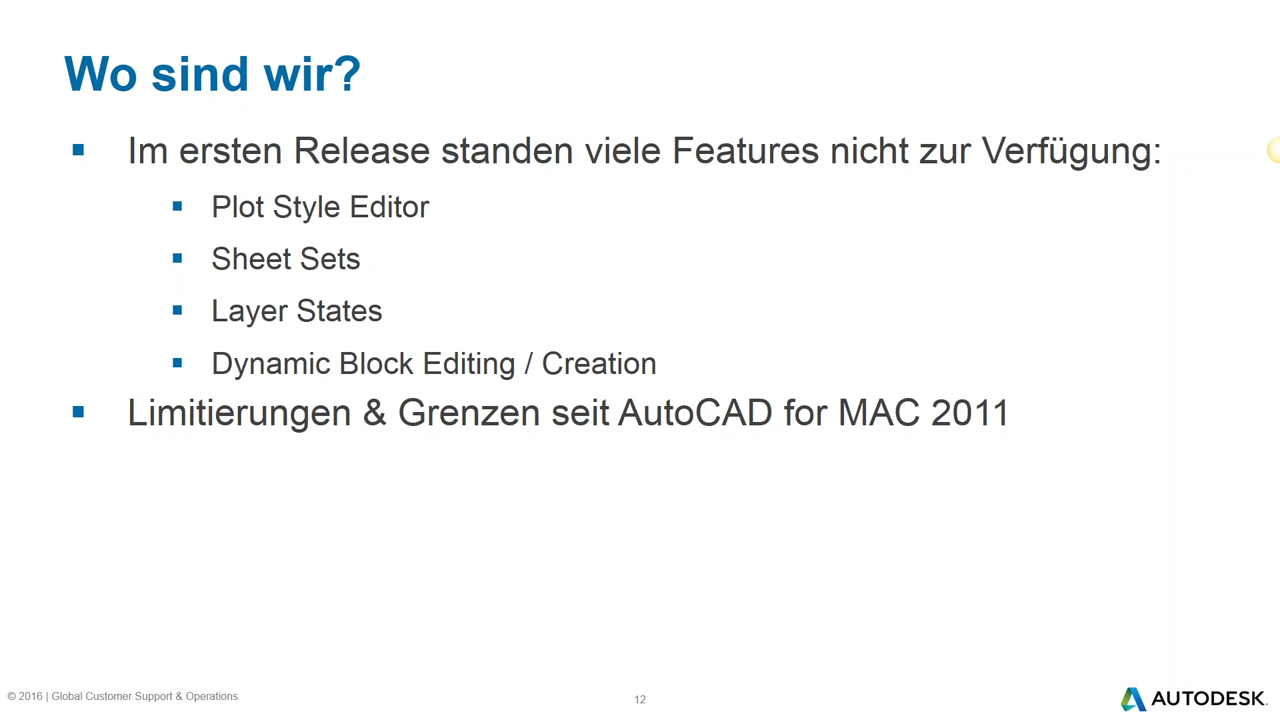 Wo sind wir?
Im ersten Release standen viele Features nicht zur Verfügung:
Plot Style Editor
Sheet Sets
Layer States
Dynamic Block Editing / Creation
Limitierungen & Grenzen seit AutoCAD for MAC 2011
© 2016 | Global Customer Support & Operations
12
AUTODESK.